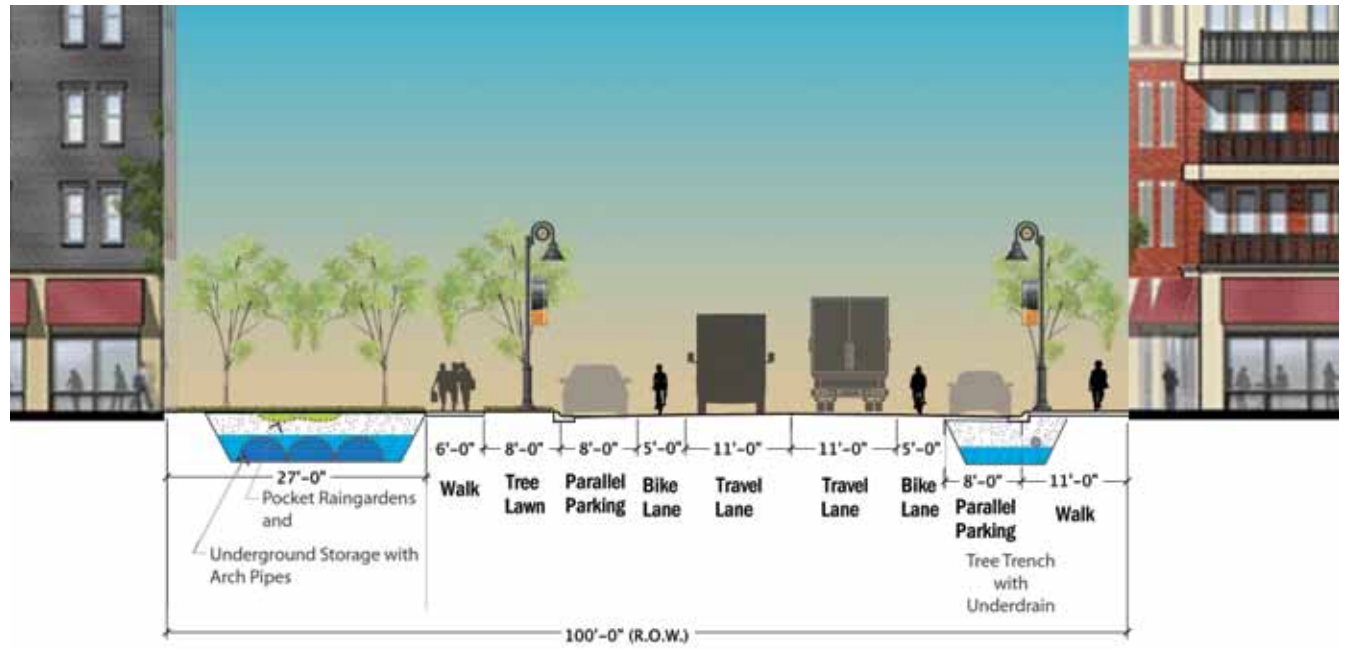 6'-0" 8'-0" 8'-0" 5'-0" 11'-0" 11'-0" 5'-0"
27'-0" 8'-0" 11'-0"
Walk
Tree
Lawn
Parallel
Parking
Bike
Lane
Travel
Lane
Travel
Lane
Bike
Lane
Parallel
Parking
Walk
Pocket Raingardens
and
Underground Storage with
Arch Pipes
Tree Trench
with
Underdrain
100'-0" (R.O.W.)